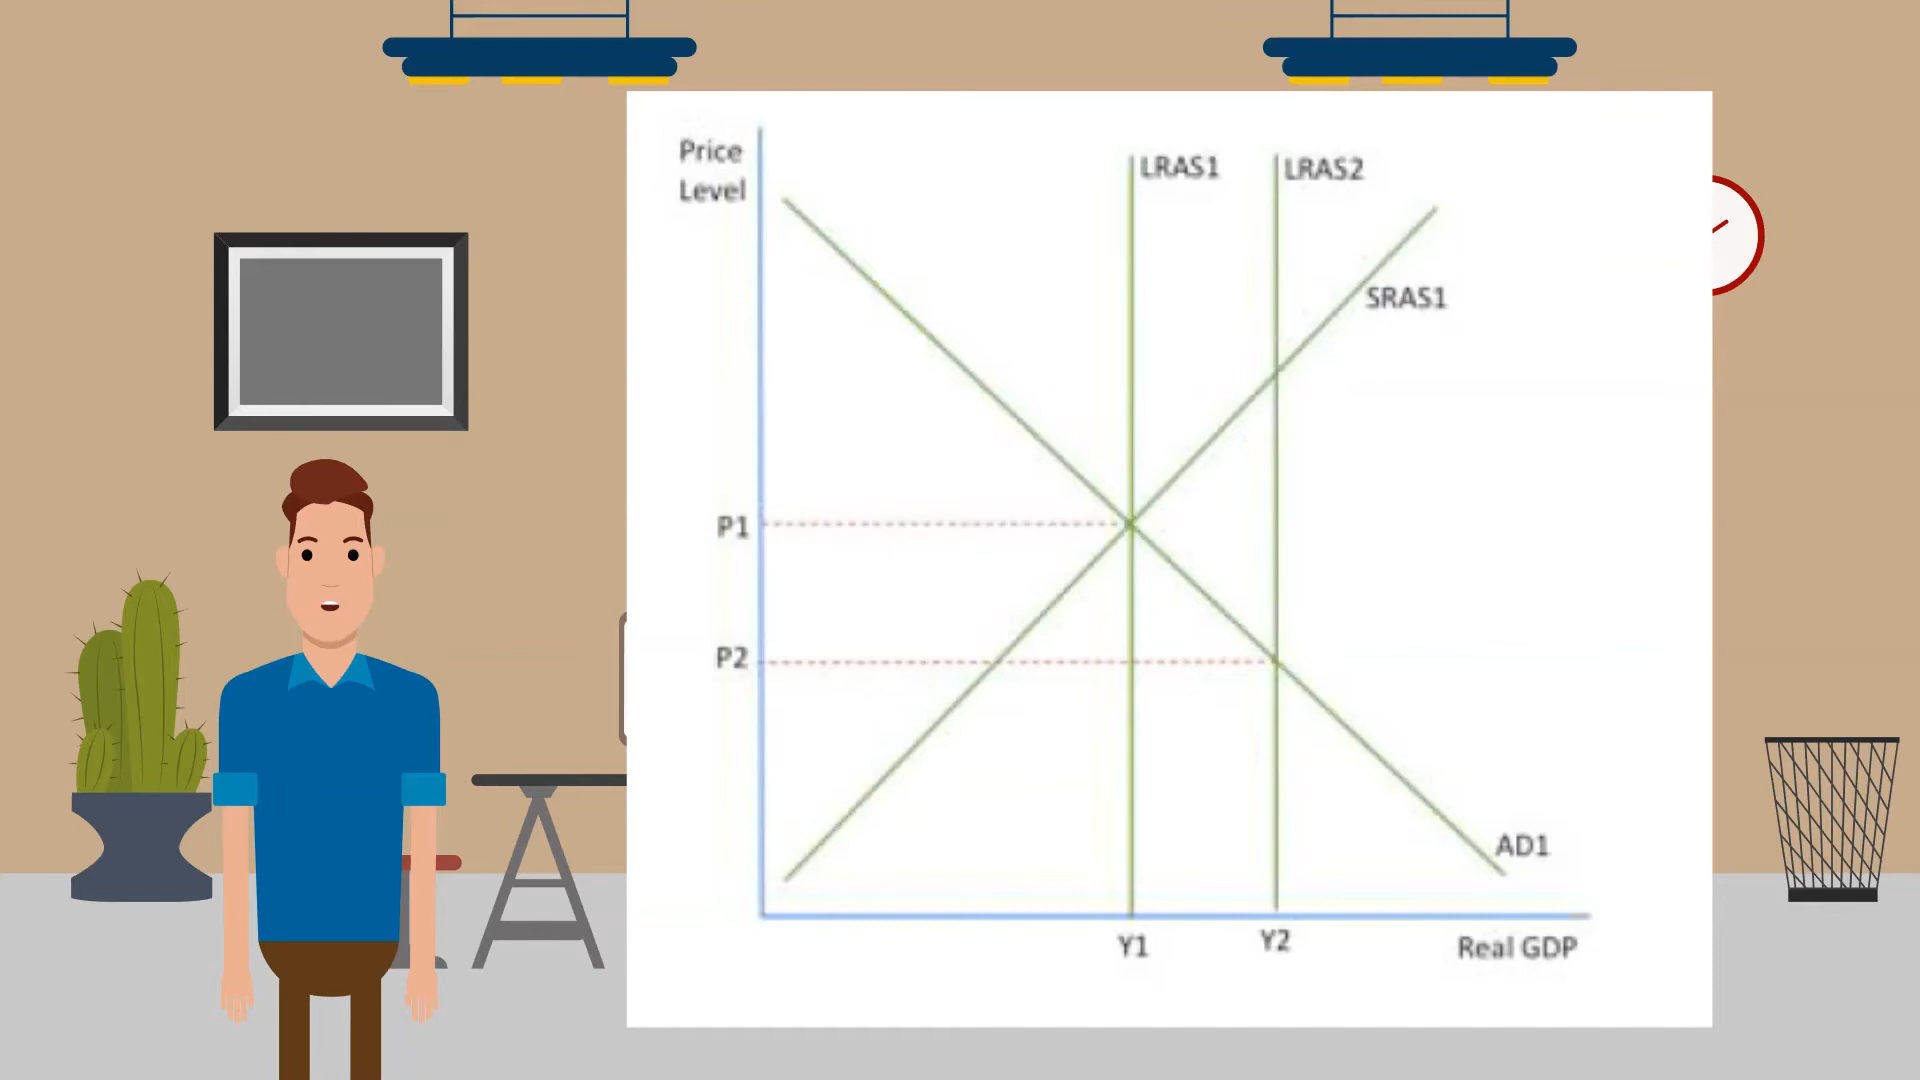 Price
Level
LRAS1
LRAS2
SRAS1
P1
P2
AD1
Y1
Y2
Real GDP